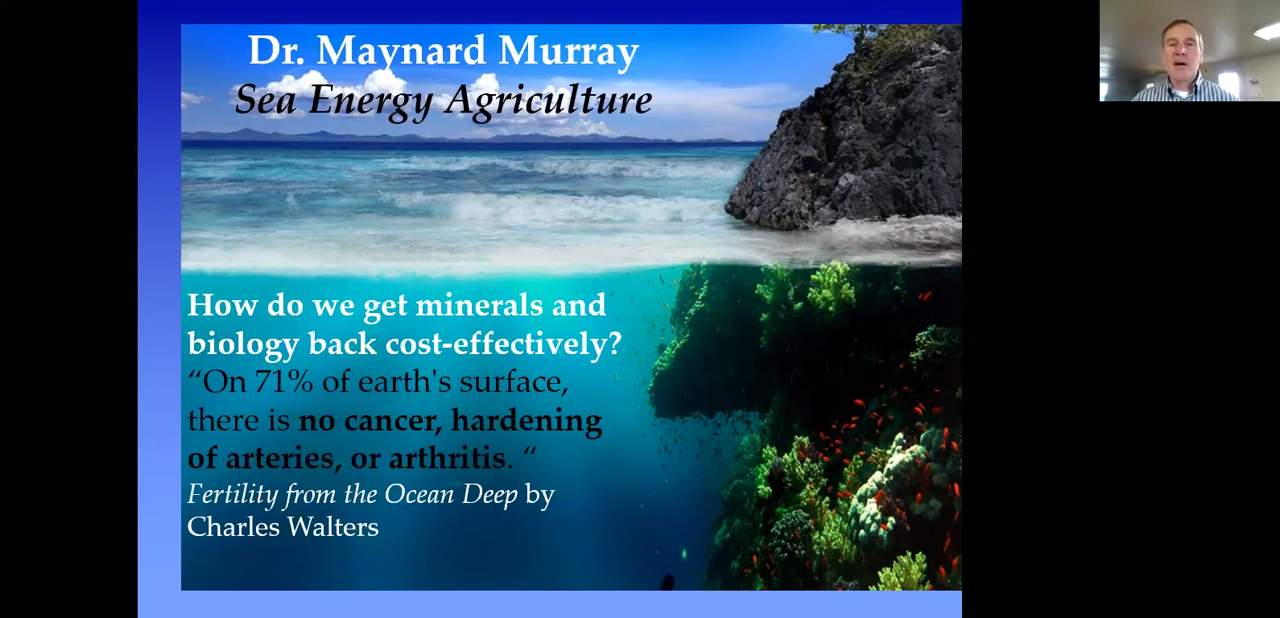 Dr. Maynard Murray
Sea Energy Agriculture
How do we get minerals and
biology back cost-effectively?
“On 71% of earth's surface,
there is no cancer, hardening
of arteries, or arthritis. “
Fertility from the Ocean Deep by
Charles Walters